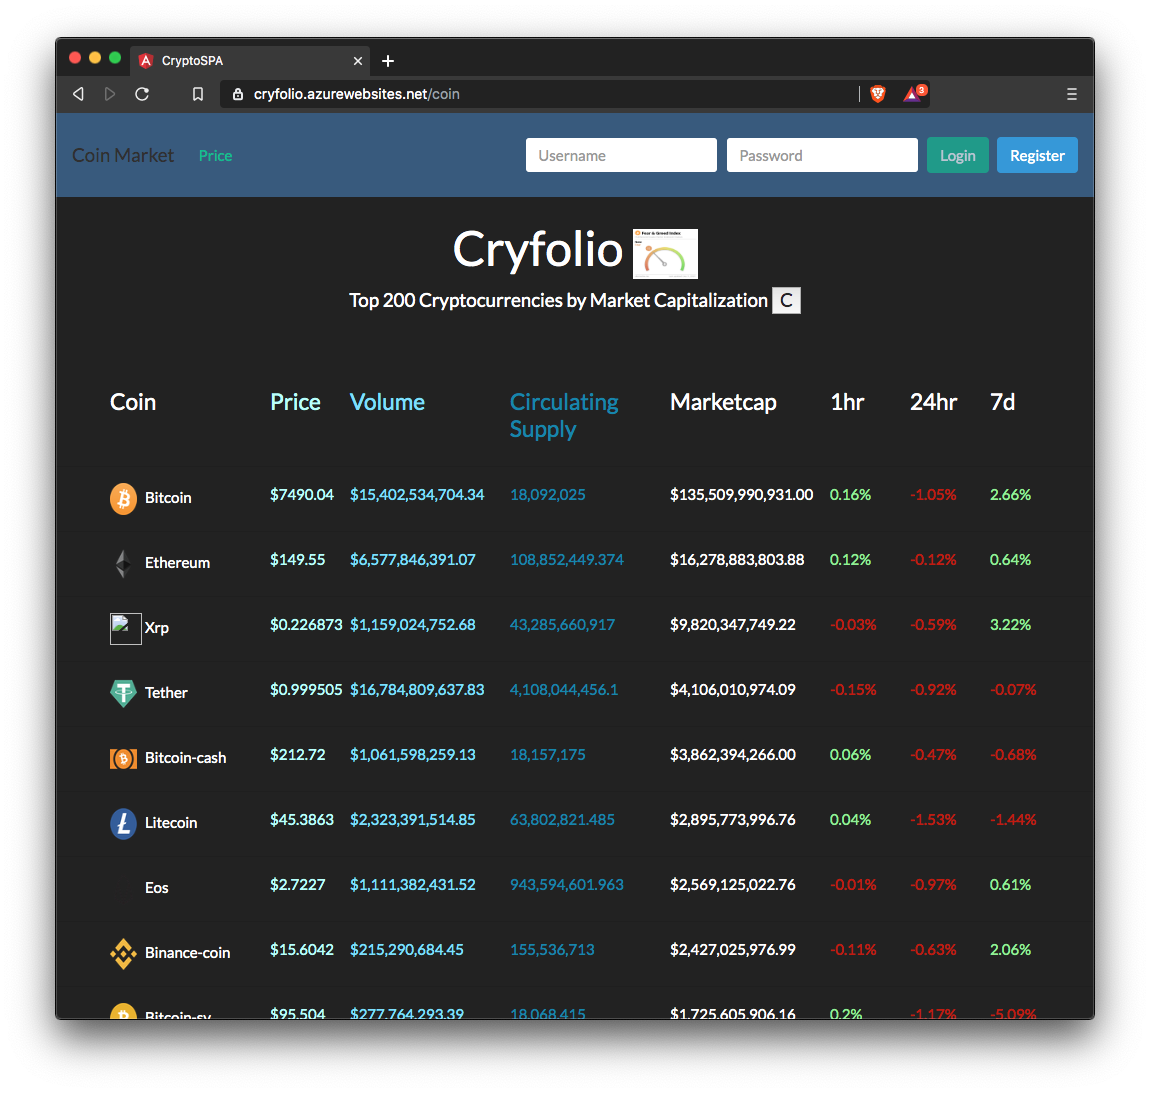 CryptoSPA
cryfolio.azurewebsites.net/coin
3
Coin Market Price Username Password Login Register
Cryfolio
Fear & Greed Index
Top 200 Cryptocurrencies by Market Capitalization C
Coin Price Volume Circulating Supply Marketcap 1hr 24hr 7d
Bitcoin $7490.04 $15,402,534,704.34 18,092,025 $135,509,990,931.00 0.16% -1.05% 2.66%
Ethereum $149.55 $6,577,846,391.07 108,852,449.374 $16,278,883,803.88 0.12% -0.12% 0.64%
Xrp $0.226873 $1,159,024,752.68 43,285,660,917 $9,820,347,749.22 -0.03% -0.59% 3.22%
Tether $0.999505 $16,784,809,637.83 4,108,044,456.1 $4,106,010,974.09 -0.15% -0.92% -0.07%
Bitcoin-cash $212.72 $1,061,598,259.13 18,157,175 $3,862,394,266.00 0.06% -0.47% -0.68%
Litecoin $45.3863 $2,323,391,514.85 63,802,821.485 $2,895,773,996.76 0.04% -1.53% -1.44%
Eos $2.7227 $1,111,382,431.52 943,594,601.963 $2,569,125,022.76 -0.01% -0.97% 0.61%
Binance-coin $15.6042 $215,290,684.45 155,536,713 $2,427,025,976.99 -0.11% -0.63% 2.06%
Bitcoin-sv $95.504 $277,764,293.39 18,068,415 $1,725,605,906.16 0.2% -1.17% -5.09%